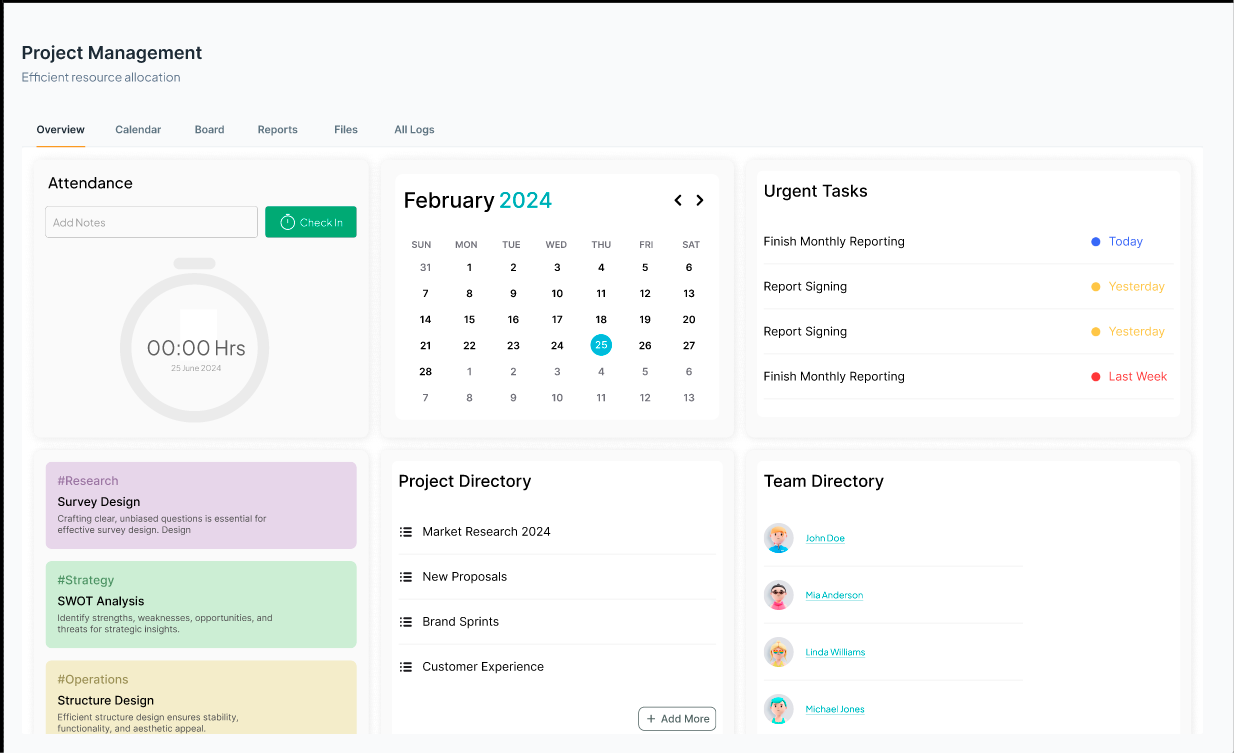 Project Management
Efficient resource allocation
Overview Calendar Board Reports Files All Logs
Attendance
Add Notes
Check In
00:00 Hrs
25 June 2024
February 2024
SUN MON TUE WED THU FRI SAT
31 1 2 3 4 5 6
7 8 9 10 11 12 13
14 15 16 17 18 19 20
21 22 23 24 25 26 27
28 1 2 3 4 5 6
7 8 9 10 11 12 13
Urgent Tasks
Finish Monthly Reporting Today
Report Signing Yesterday
Report Signing Yesterday
Finish Monthly Reporting Last Week
#Research
Survey Design
Crafting clear, unbiased questions is essential for
effective survey design. Design
#Strategy
SWOT Analysis
Identify strengths, weaknesses, opportunities, and
threats for strategic insights.
#Operations
Structure Design
Efficient structure design ensures stability,
functionality, and aesthetic appeal.
Project Directory
Market Research 2024
New Proposals
Brand Sprints
Customer Experience
+ Add More
Team Directory
John Doe
Mia Anderson
Linda Williams
Michael Jones